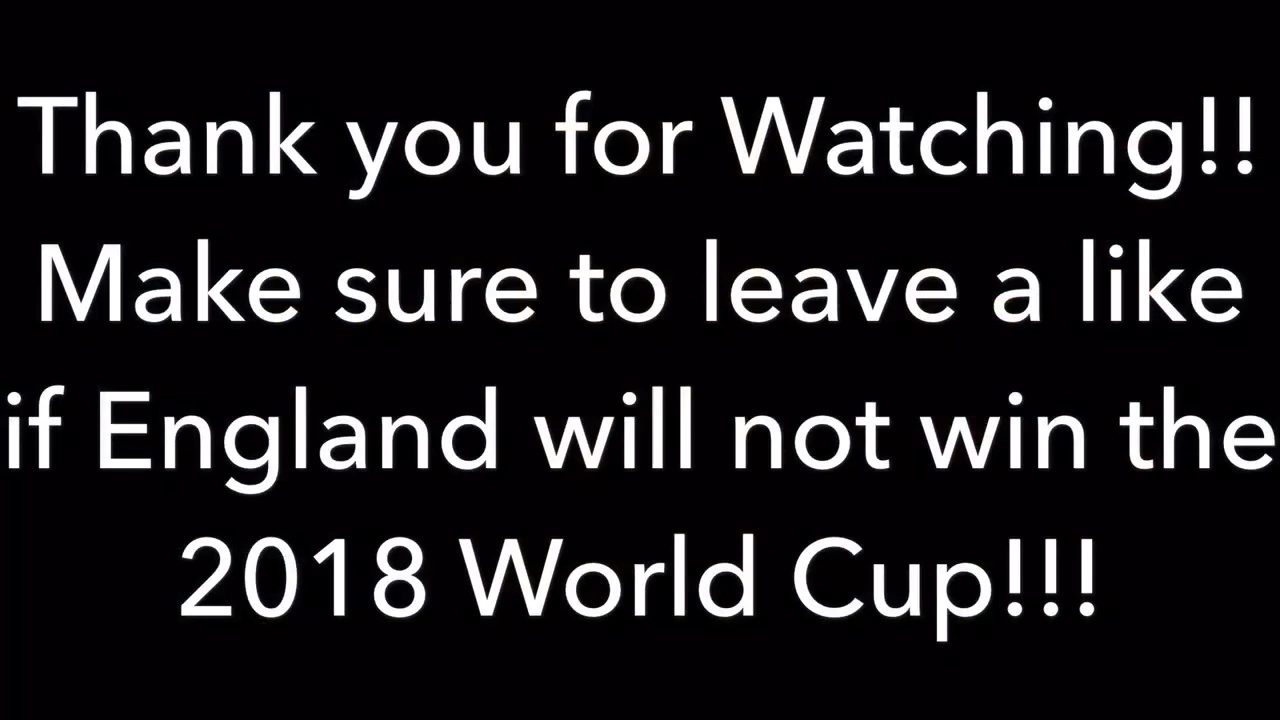 Thank you for Watching!!
Make sure to leave a like
if England will not win the
2018 World Cup!!!